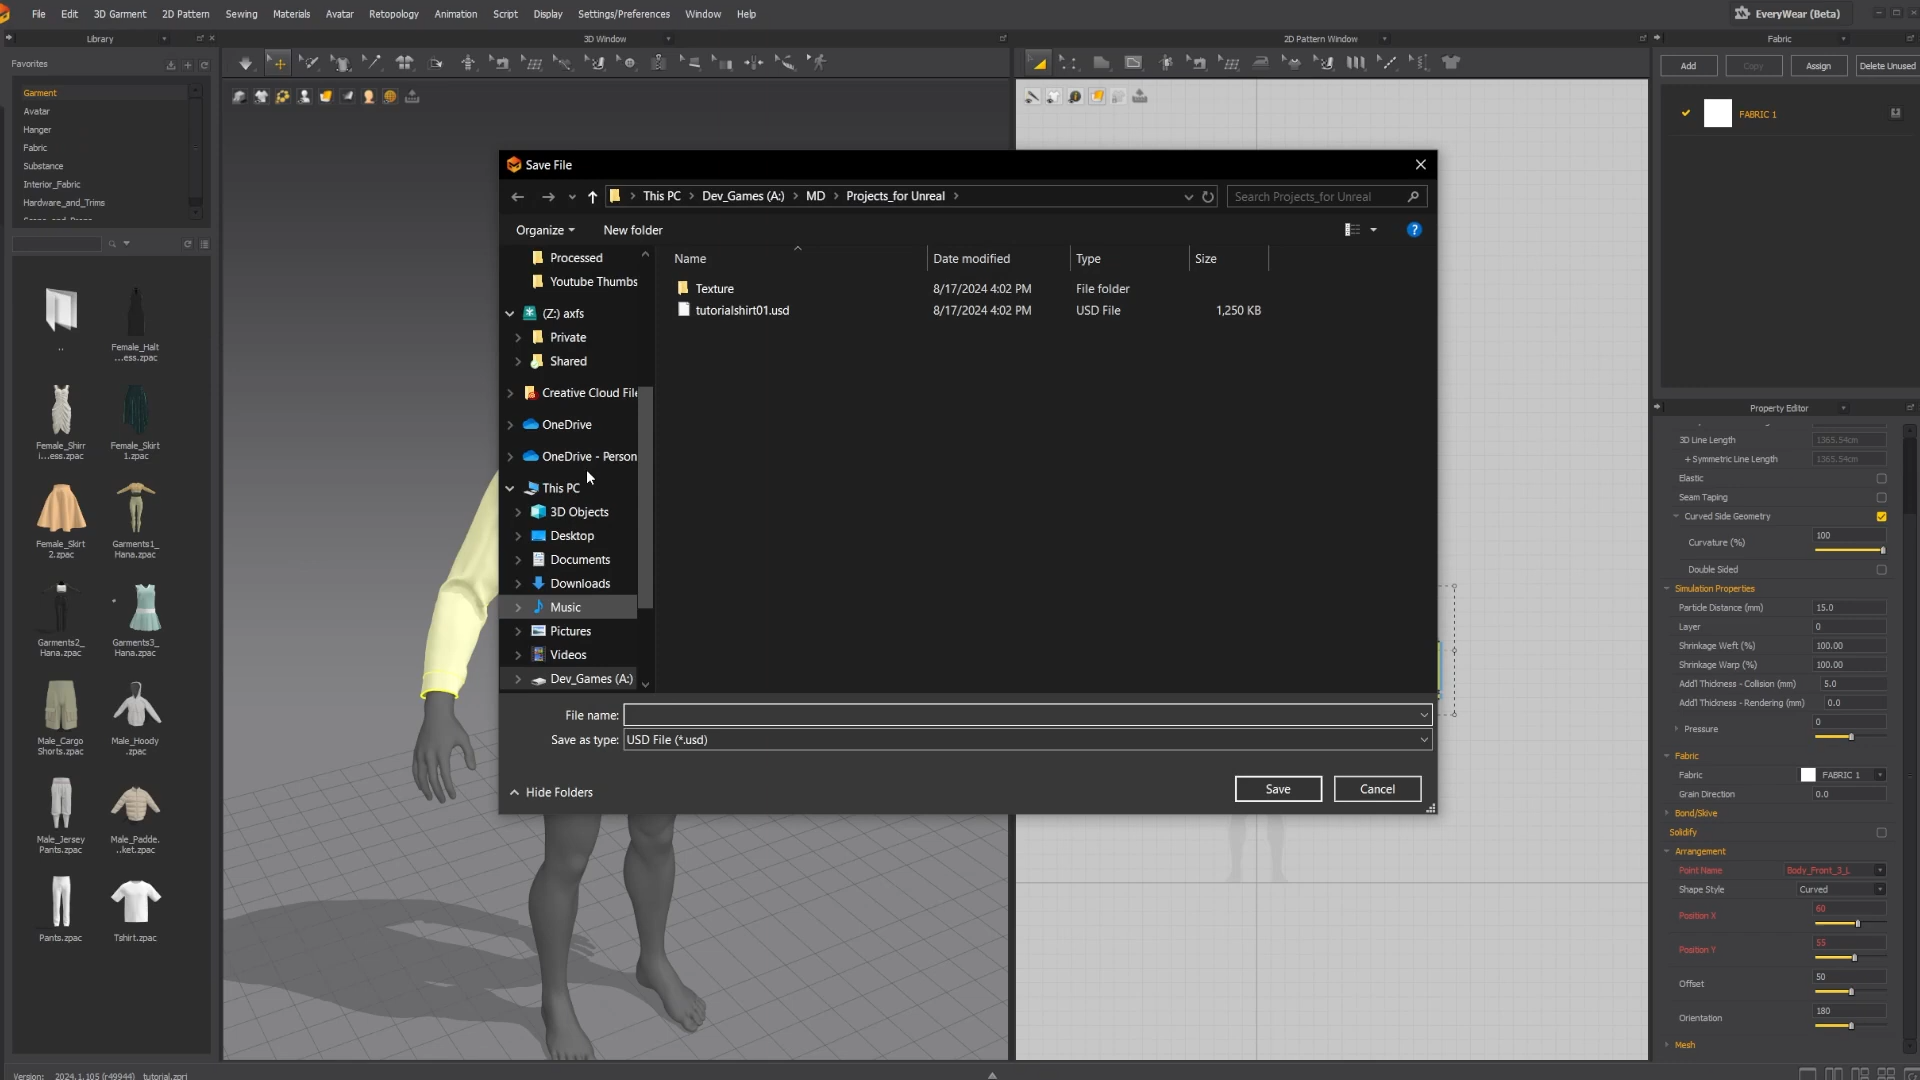 File Edit 3D Garment 2D Pattern Sewing Materials Avatar Retopology Animation Script Display Settings/Preferences Window Help
EveryWear (Beta)
Library
3D Window
2D Pattern Window
Fabric
Favorites
Garment
Avatar
Hanger
Fabric
Substance
Interior_Fabric
Hardware_and_Trims
..
Female_Halt
...ess.zpac
Female_Shirr
i...ess.zpac
Female_Skirt
1.zpac
Female_Skirt
2.zpac
Garments1_
Hana.zpac
Garments2_
Hana.zpac
Garments3_
Hana.zpac
Male_Cargo
Shorts.zpac
Male_Hoody
.zpac
Male_Jersey
Pants.zpac
Male_Padde.
..ket.zpac
Pants.zpac
Tshirt.zpac
Save File
This PC > Dev_Games (A:) > MD > Projects_for Unreal >
Search Projects_for Unreal
Organize
New folder
Processed
Youtube Thumbs
(Z:) axfs
Private
Shared
Creative Cloud File
OneDrive
OneDrive - Person
This PC
3D Objects
Desktop
Documents
Downloads
Music
Pictures
Videos
Dev_Games (A:)
Name Date modified Type Size
Texture 8/17/2024 4:02 PM File folder
tutorialshirt01.usd 8/17/2024 4:02 PM USD File 1,250 KB
File name:
Save as type: USD File (*.usd)
Hide Folders
Save
Cancel
Add
Copy
Assign
Delete Unused
FABRIC 1
Property Editor
3D Line Length 1365.54cm
+ Symmetric Line Length 1365.54cm
Elastic
Seam Taping
Curved Side Geometry
Curvature (%) 100
Double Sided
Simulation Properties
Particle Distance (mm) 15.0
Layer 0
Shrinkage Weft (%) 100.00
Shrinkage Warp (%) 100.00
Add'l Thickness - Collision (mm) 5.0
Add'l Thickness - Rendering (mm) 0.0
Pressure 0
Fabric
Fabric FABRIC 1
Grain Direction 0.0
Bond/Skive
Solidify
Arrangement
Point Name Body_Front_3_L
Shape Style Curved
Position X 60
Position Y 55
Offset 50
Orientation 180
Mesh
Version: 2024.1.105 (r49944) tutorial.zprj